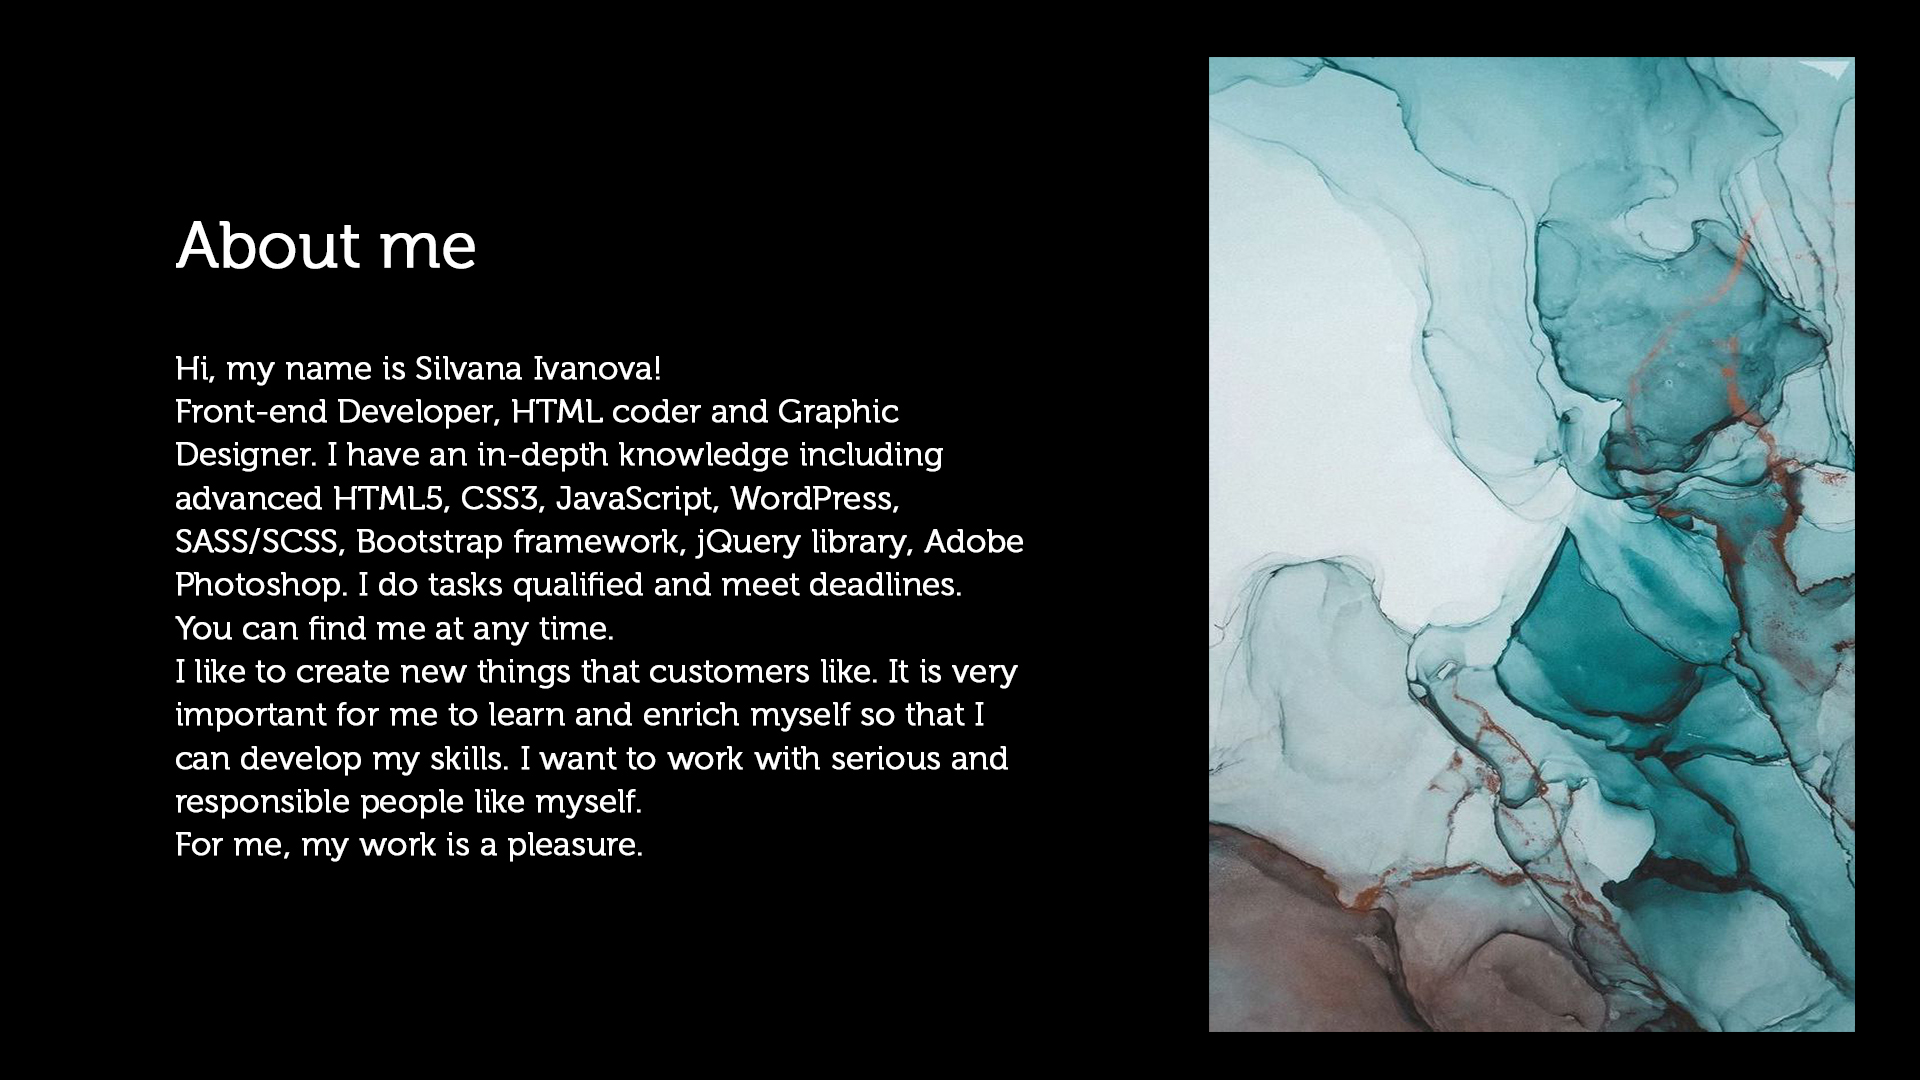 About me
Hi, my name is Silvana Ivanova!
Front-end Developer, HTML coder and Graphic
Designer. I have an in-depth knowledge including
advanced HTML5, CSS3, JavaScript, WordPress,
SASS/SCSS, Bootstrap framework, jQuery library, Adobe
Photoshop. I do tasks qualified and meet deadlines.
You can find me at any time.
I like to create new things that customers like. It is very
important for me to learn and enrich myself so that I
can develop my skills. I want to work with serious and
responsible people like myself.
For me, my work is a pleasure.